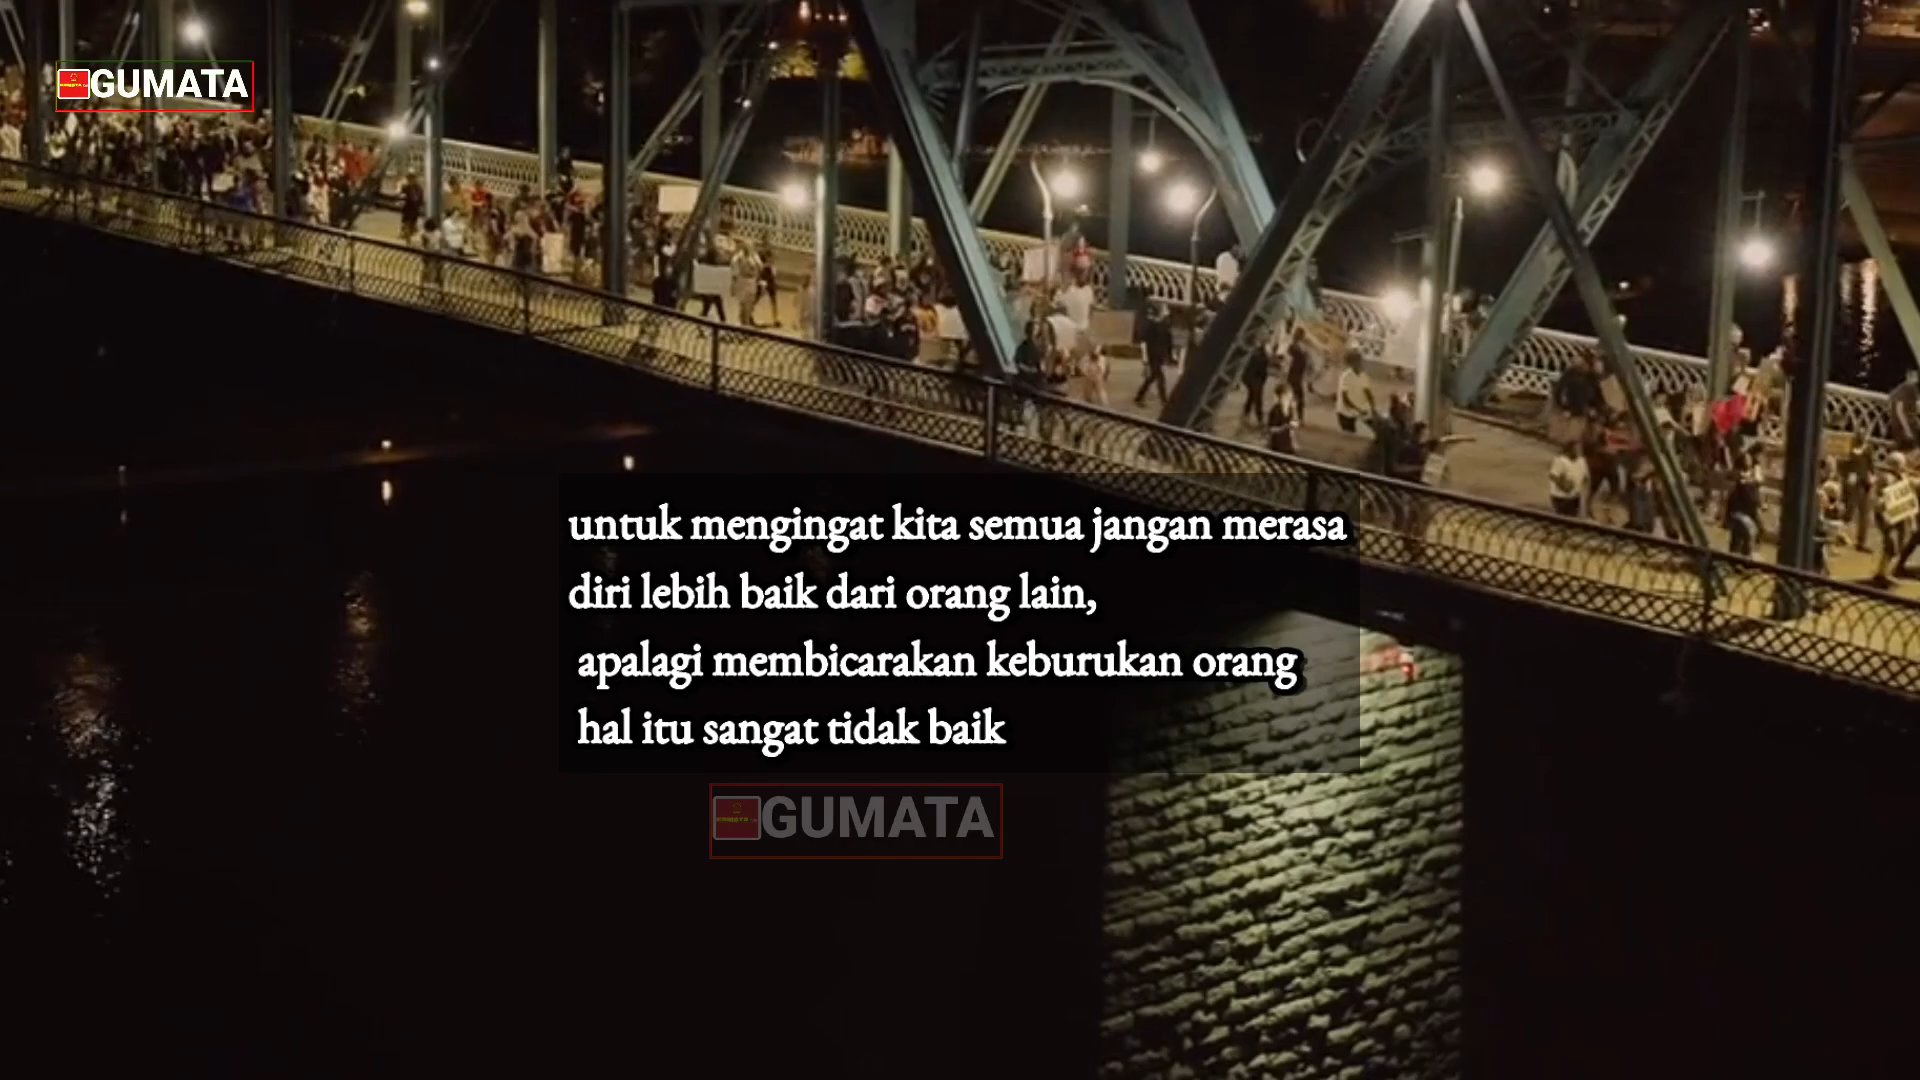 GUMATA
untuk mengingat kita semua jangan merasa
diri lebih baik dari orang lain,
apalagi membicarakan keburukan orang
hal itu sangat tidak baik
GUMATA